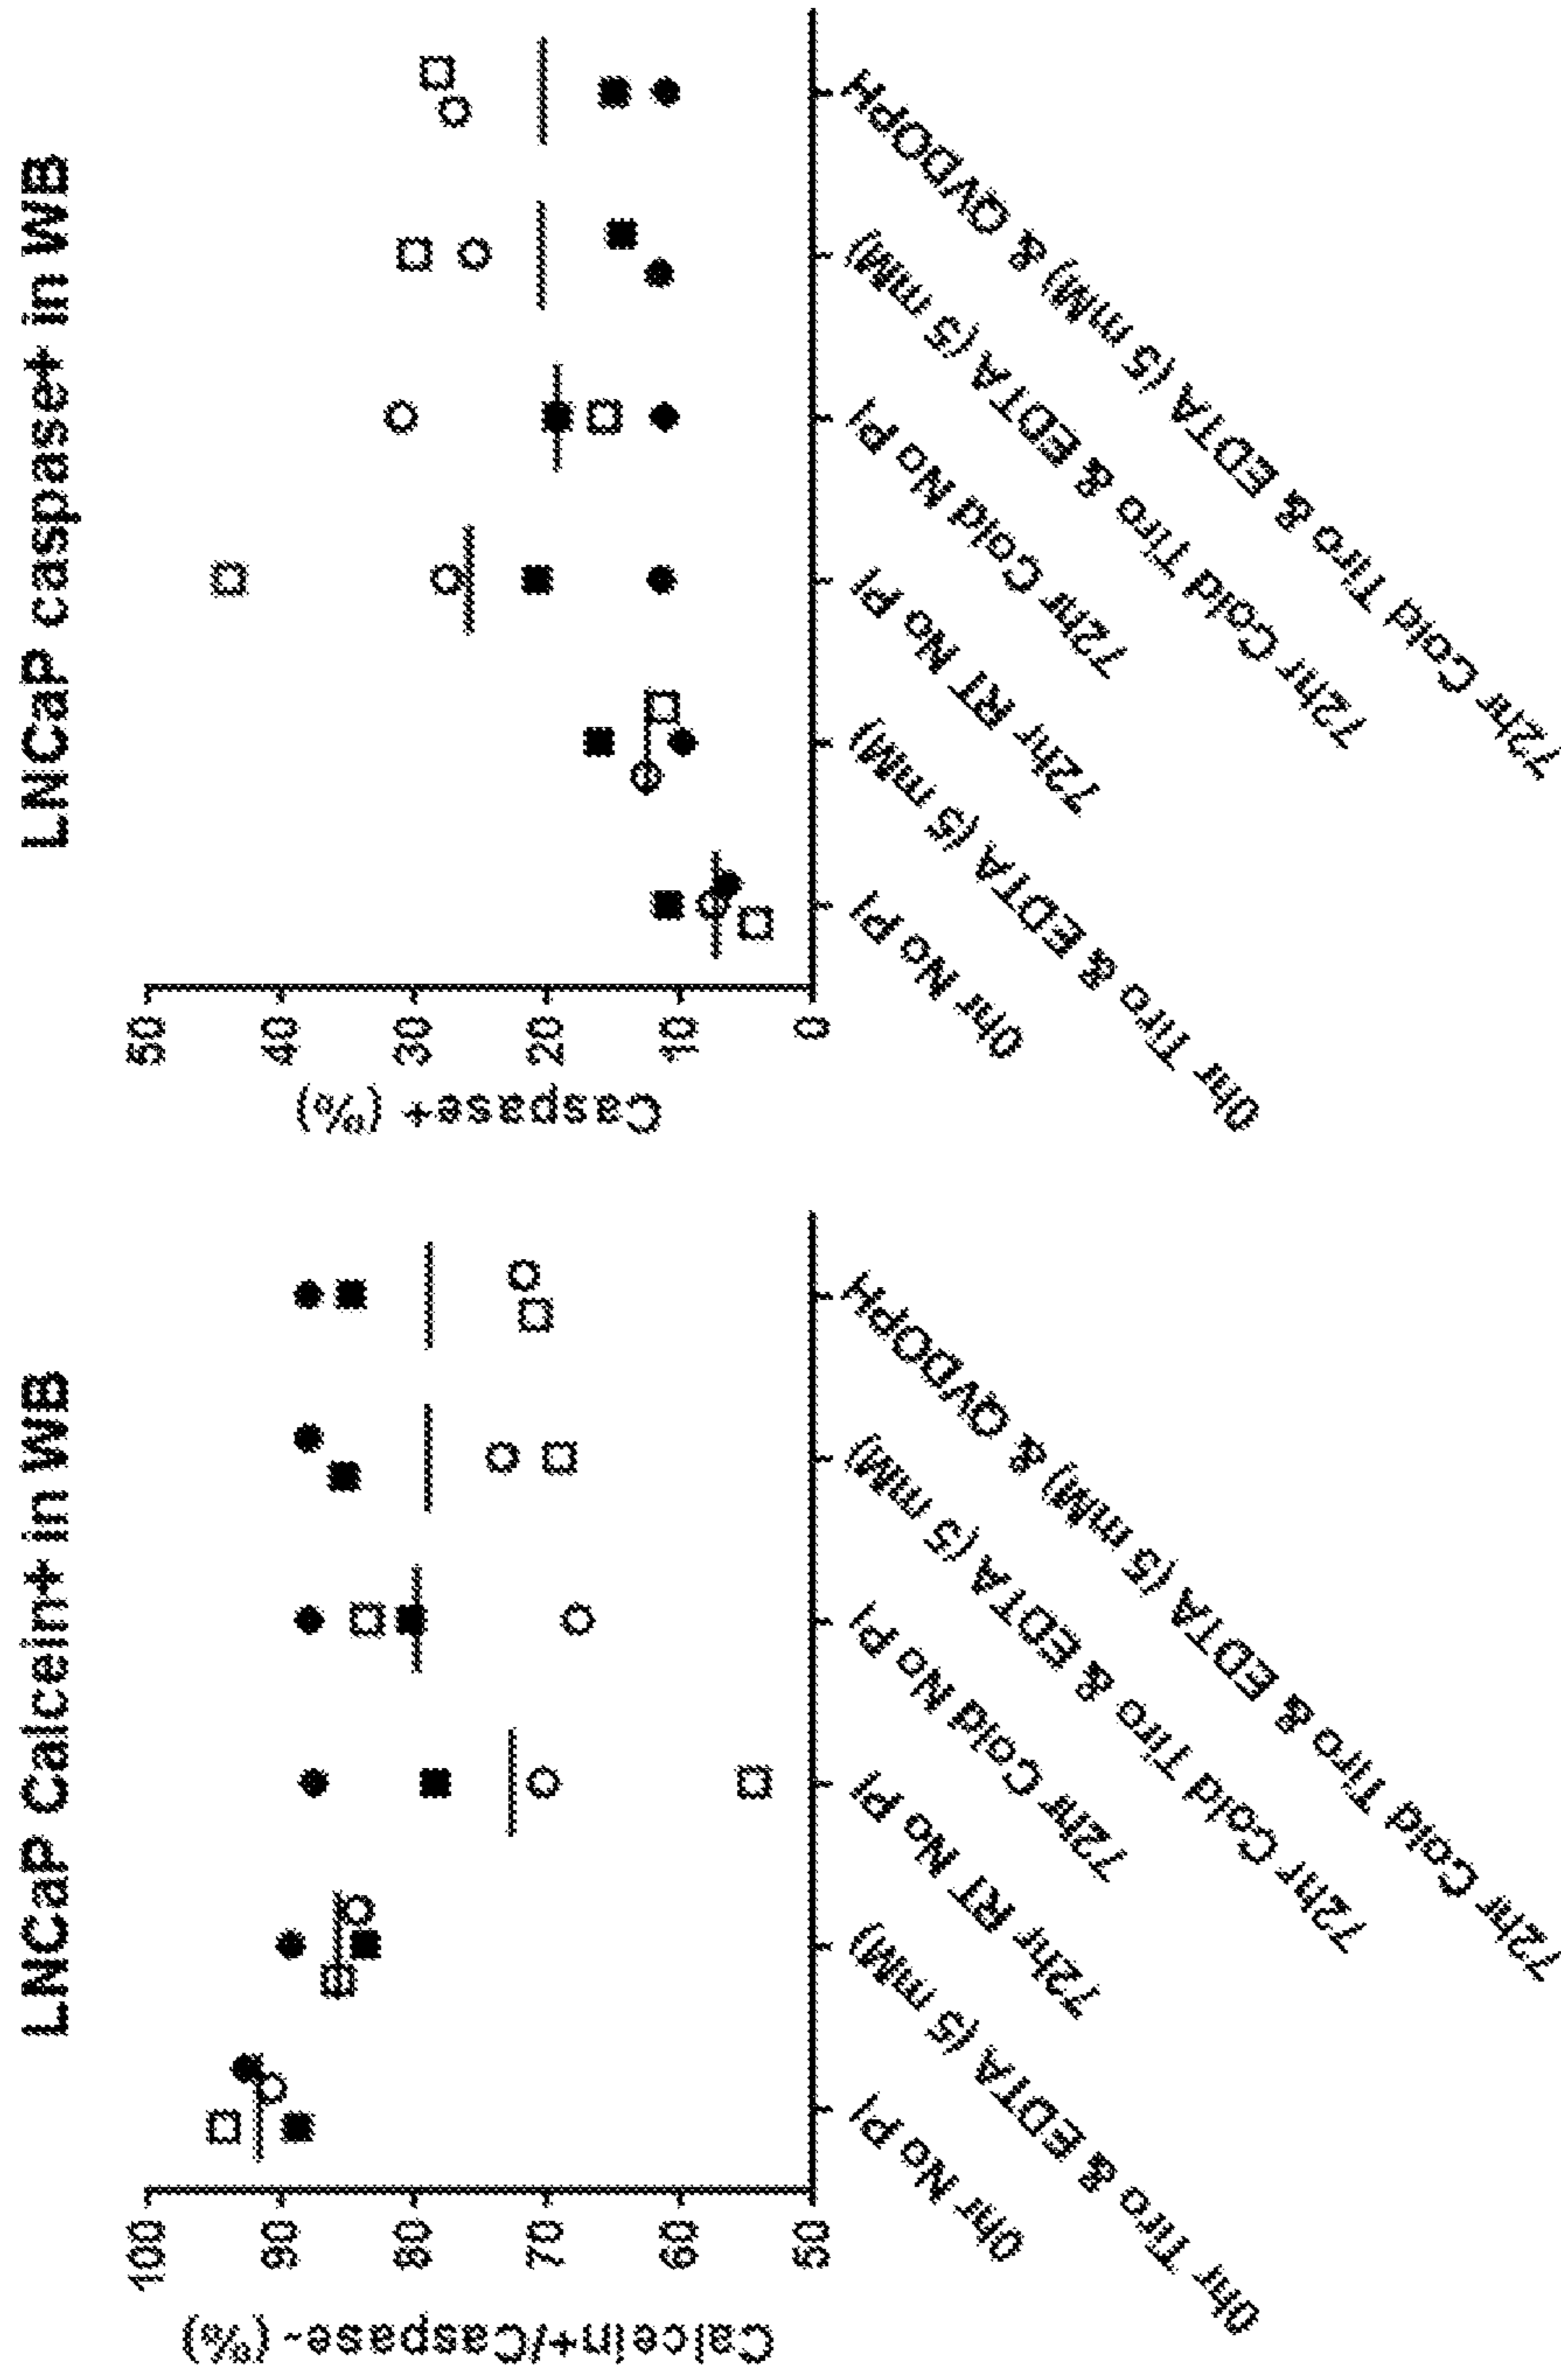 LNCaP Calcein+ in WB
Calcein+/Caspase- (%)
100
90
80
70
60
50
0hr No PI
0hr Tiro & EDTA (5 mM)
72hr RT No PI
72hr Cold No PI
72hr Cold Tiro & EDTA (5 mM)
72hr Cold Tiro & EDTA (5 mM) & QVDOPH
LNCaP caspase+ in WB
Caspase+ (%)
50
40
30
20
10
0
0hr No PI
0hr Tiro & EDTA (5 mM)
72hr RT No PI
72hr Cold No PI
72hr Cold Tiro & EDTA (5 mM)
72hr Cold Tiro & EDTA (5 mM) & QVDOPH